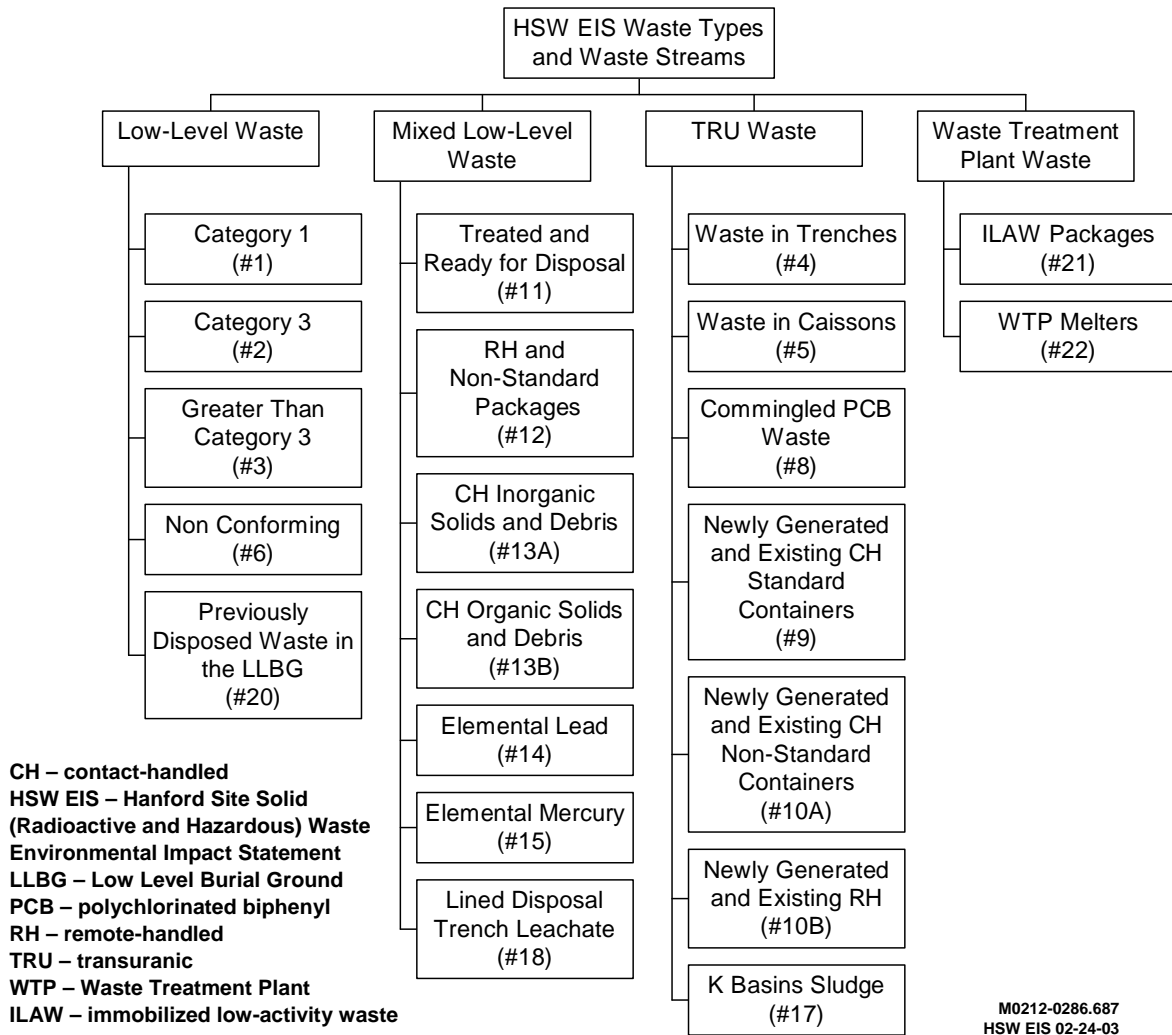 HSW EIS Waste Types
and Waste Streams
Low-Level Waste
Category 1
(#1)
Category 3
(#2)
Greater Than
Category 3
(#3)
Non Conforming
(#6)
Previously
Disposed Waste in
the LLBG
(#20)
Mixed Low-Level
Waste
Treated and
Ready for Disposal
(#11)
RH and
Non-Standard
Packages
(#12)
CH Inorganic
Solids and Debris
(#13A)
CH Organic Solids
and Debris
(#13B)
Elemental Lead
(#14)
Elemental Mercury
(#15)
Lined Disposal
Trench Leachate
(#18)
TRU Waste
Waste in Trenches
(#4)
Waste in Caissons
(#5)
Commingled PCB
Waste
(#8)
Newly Generated
and Existing CH
Standard
Containers
(#9)
Newly Generated
and Existing CH
Non-Standard
Containers
(#10A)
Newly Generated
and Existing RH
(#10B)
K Basins Sludge
(#17)
Waste Treatment
Plant Waste
ILAW Packages
(#21)
WTP Melters
(#22)
CH – contact-handled
HSW EIS – Hanford Site Solid
(Radioactive and Hazardous) Waste
Environmental Impact Statement
LLBG – Low Level Burial Ground
PCB – polychlorinated biphenyl
RH – remote-handled
TRU – transuranic
WTP – Waste Treatment Plant
ILAW – immobilized low-activity waste
M0212-0286.687
HSW EIS 02-24-03